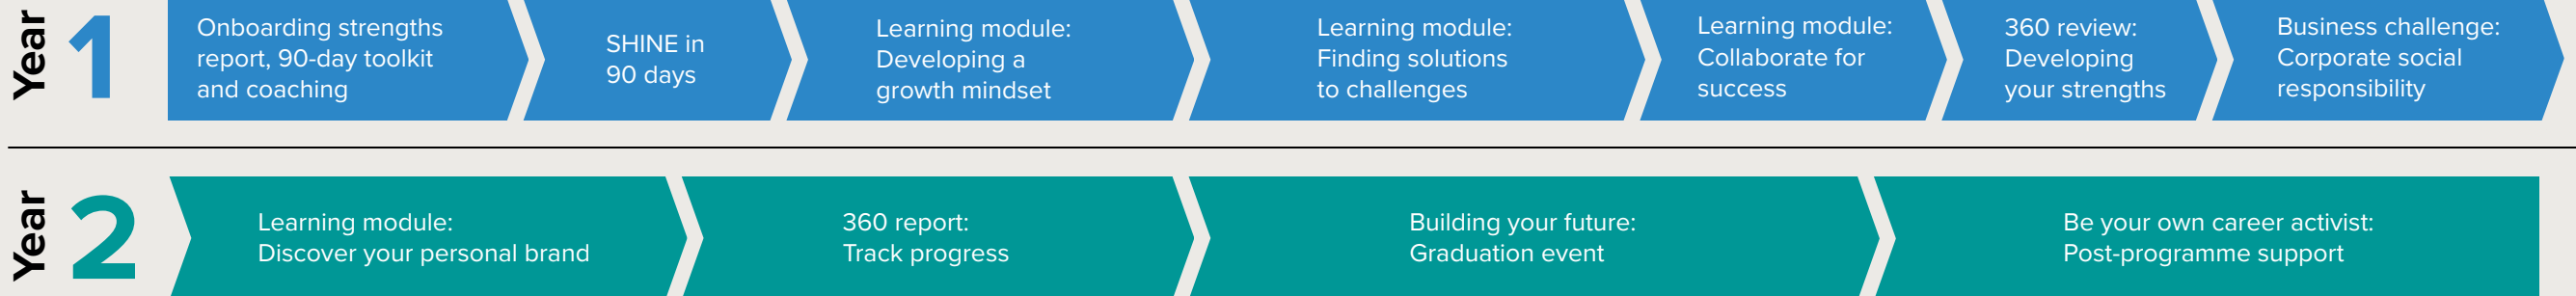 Year 1
Onboarding strengths
report, 90-day toolkit
and coaching
SHINE in
90 days
Learning module:
Developing a
growth mindset
Learning module:
Finding solutions
to challenges
Learning module:
Collaborate for
success
360 review:
Developing
your strengths
Business challenge:
Corporate social
responsibility
Year 2
Learning module:
Discover your personal brand
360 report:
Track progress
Building your future:
Graduation event
Be your own career activist:
Post-programme support